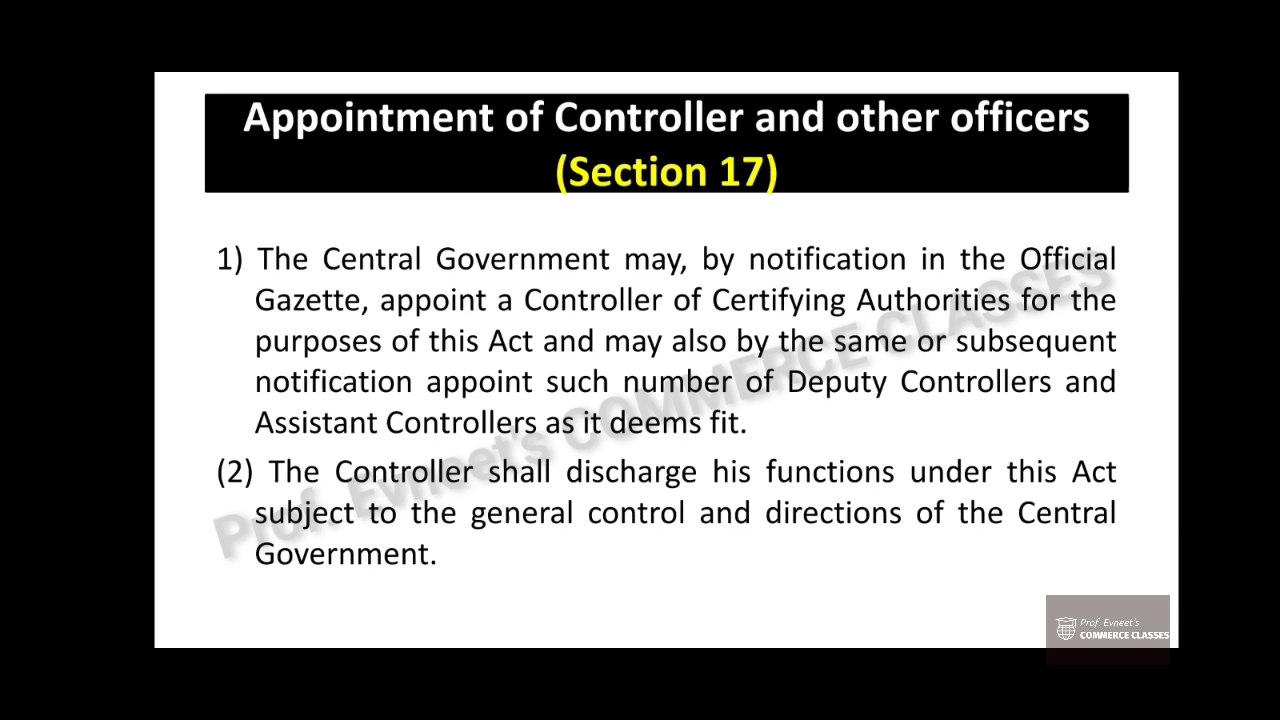 Appointment of Controller and other officers
(Section 17)
1) The Central Government may, by notification in the Official
Gazette, appoint a Controller of Certifying Authorities for the
purposes of this Act and may also by the same or subsequent
notification appoint such number of Deputy Controllers and
Assistant Controllers as it deems fit.
(2) The Controller shall discharge his functions under this Act
subject to the general control and directions of the Central
Government.
Prof. Evneet's COMMERCE CLASSES
Prof. Evneet's
COMMERCE CLASSES